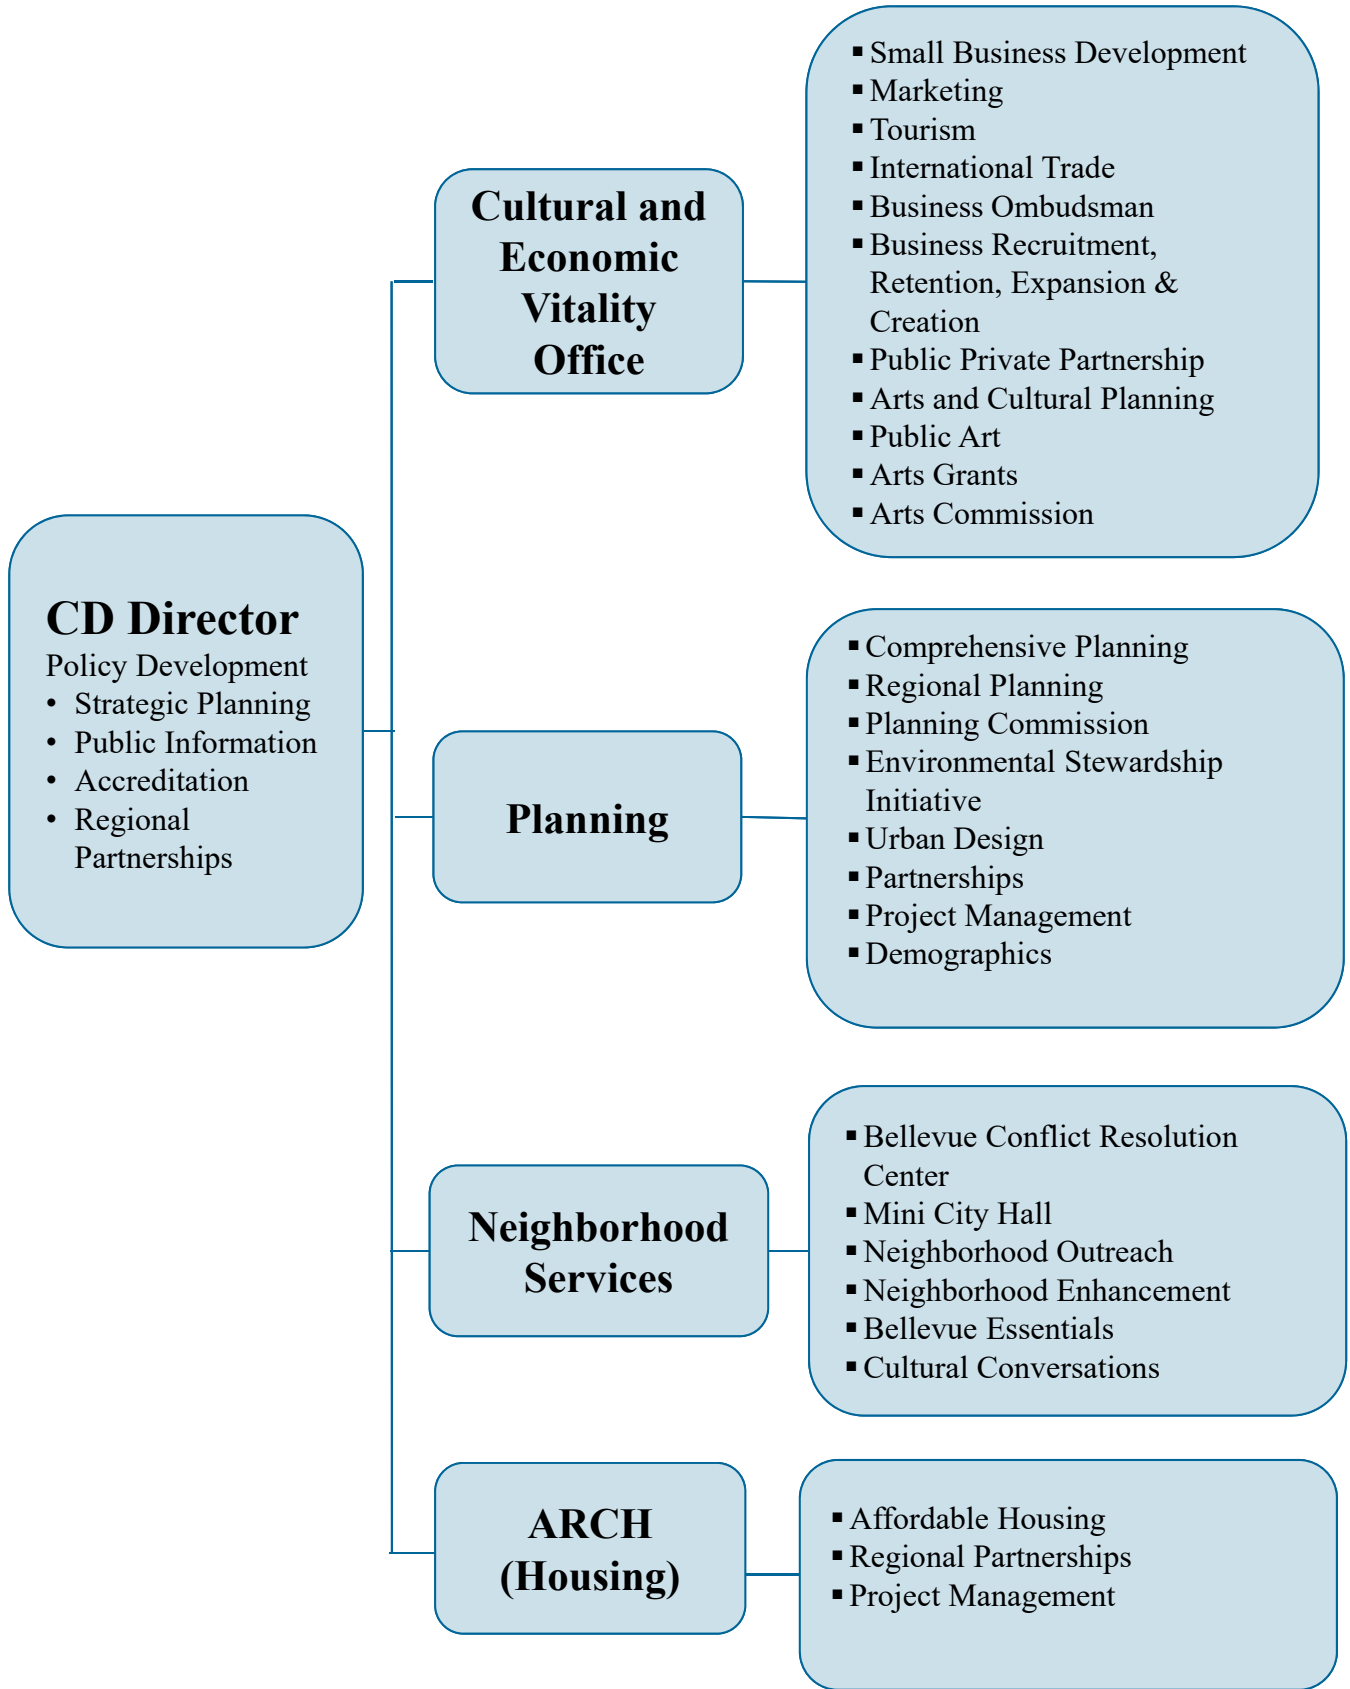 CD Director
Policy Development
• Strategic Planning
• Public Information
• Accreditation
• Regional
Partnerships
Cultural and
Economic
Vitality
Office
▪ Small Business Development
▪ Marketing
▪ Tourism
▪ International Trade
▪ Business Ombudsman
▪ Business Recruitment,
Retention, Expansion &
Creation
▪ Public Private Partnership
▪ Arts and Cultural Planning
▪ Public Art
▪ Arts Grants
▪ Arts Commission
Planning
▪ Comprehensive Planning
▪ Regional Planning
▪ Planning Commission
▪ Environmental Stewardship
Initiative
▪ Urban Design
▪ Partnerships
▪ Project Management
▪ Demographics
Neighborhood
Services
▪ Bellevue Conflict Resolution
Center
▪ Mini City Hall
▪ Neighborhood Outreach
▪ Neighborhood Enhancement
▪ Bellevue Essentials
▪ Cultural Conversations
ARCH
(Housing)
▪ Affordable Housing
▪ Regional Partnerships
▪ Project Management